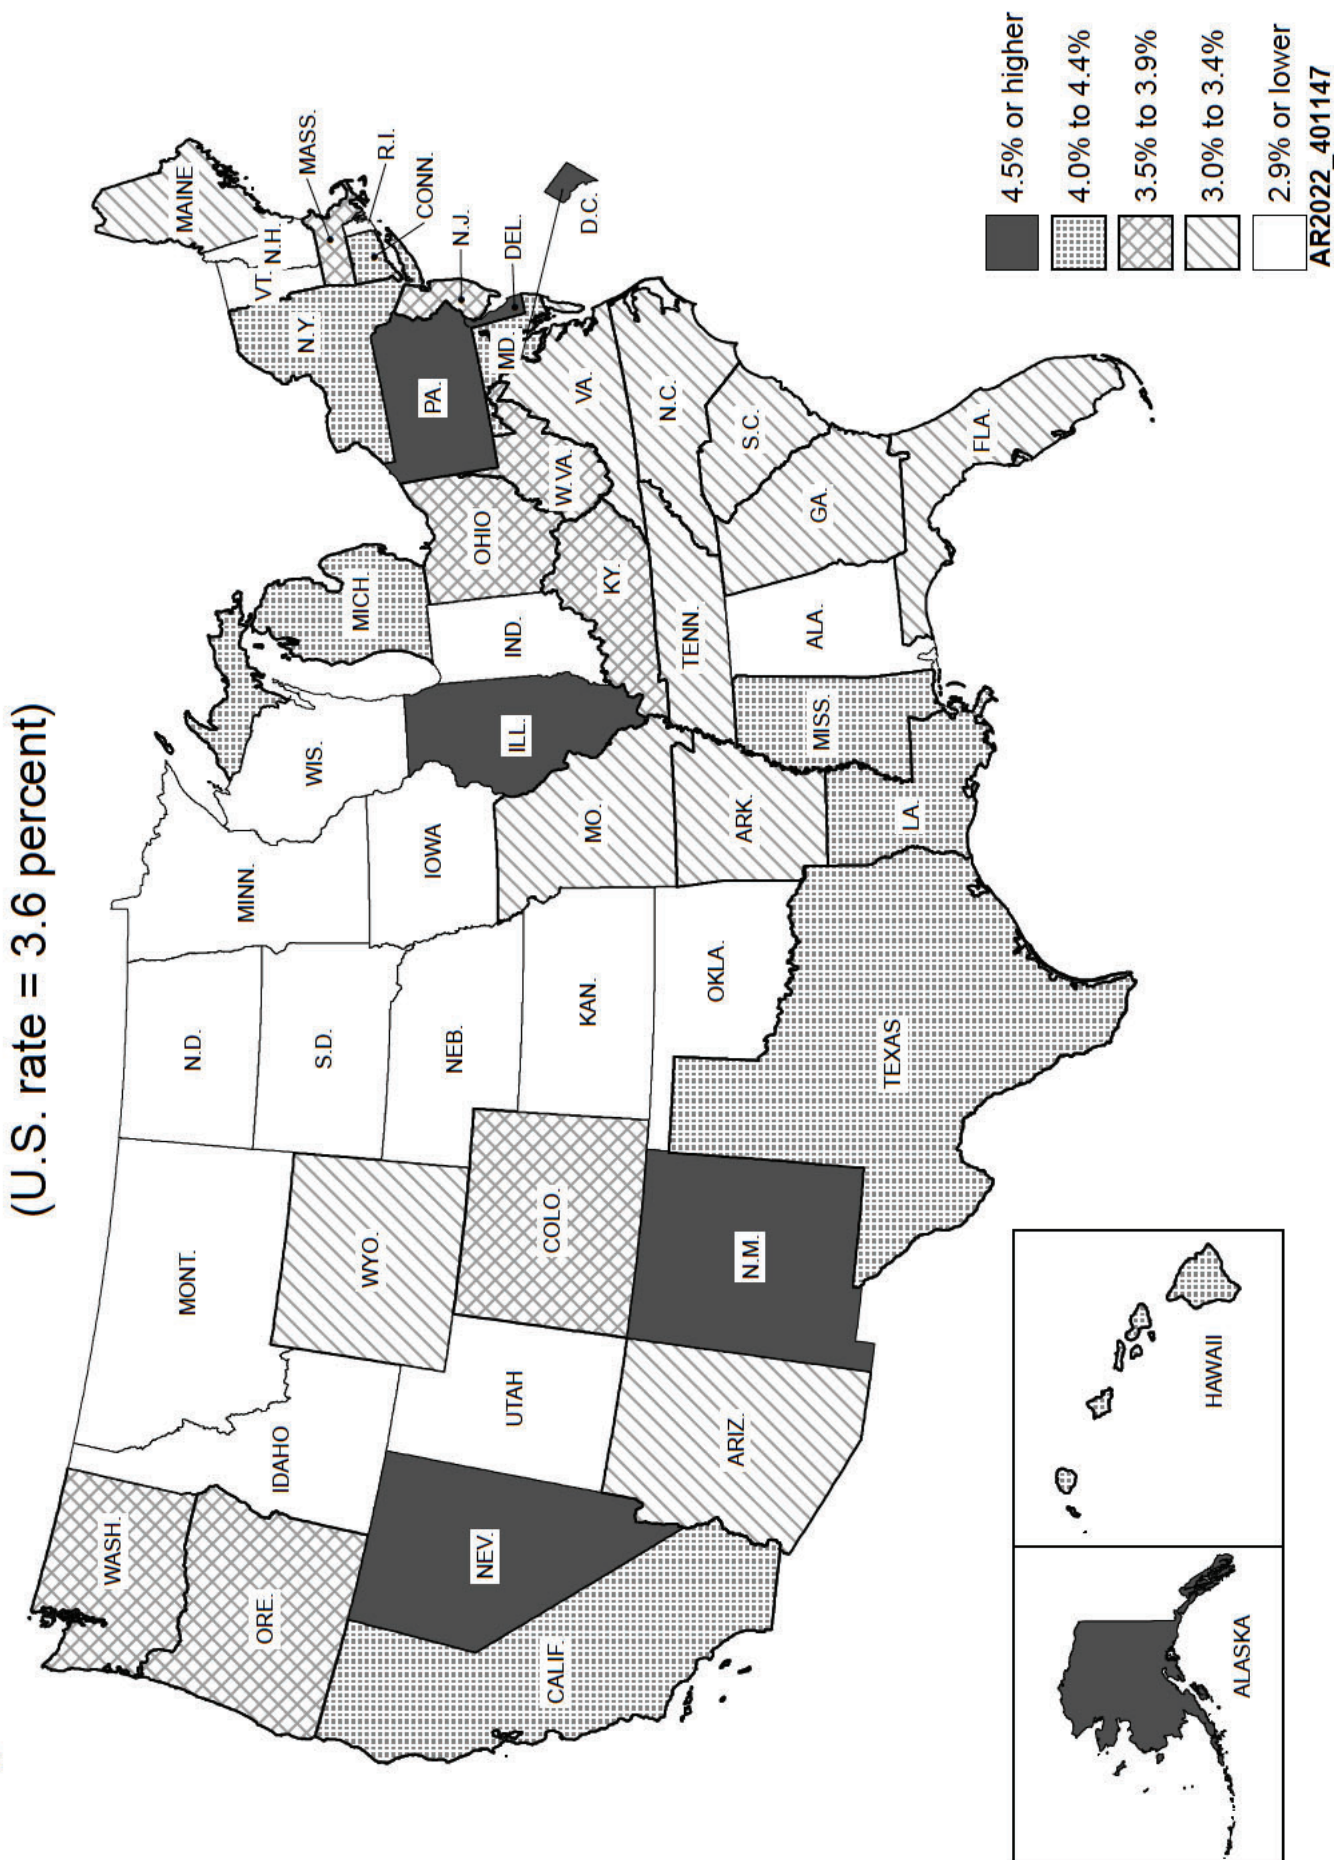 (U.S. rate = 3.6 percent)
WASH.
MONT.
N.D.
MINN.
VT.
N.H.
MAINE
ORE.
IDAHO
WYO.
S.D.
WIS.
MICH.
N.Y.
MASS.
R.I.
CONN.
NEV.
UTAH
COLO.
NEB.
IOWA
ILL.
IND.
OHIO
PA.
N.J.
DEL.
MD.
D.C.
CALIF.
ARIZ.
N.M.
KAN.
MO.
KY.
W.VA.
VA.
OKLA.
ARK.
TENN.
N.C.
S.C.
TEXAS
LA.
MISS.
ALA.
GA.
FLA.
ALASKA
HAWAII
4.5% or higher
4.0% to 4.4%
3.5% to 3.9%
3.0% to 3.4%
2.9% or lower
AR2022_401147